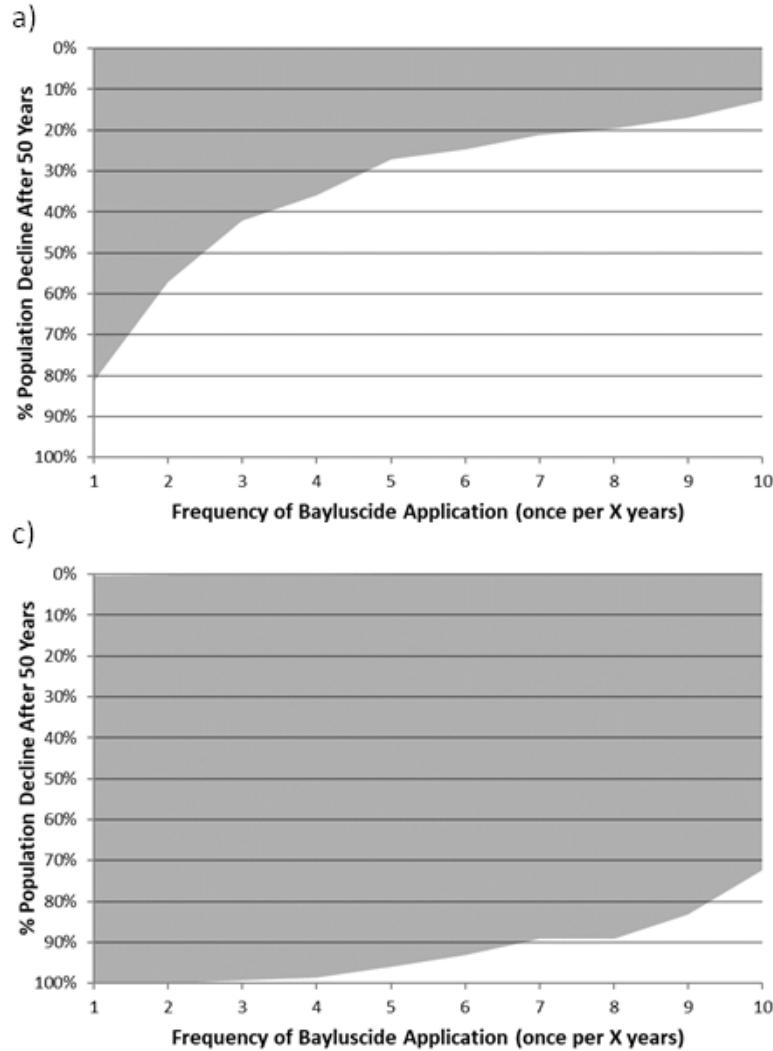 a)
% Population Decline After 50 Years
0%
10%
20%
30%
40%
50%
60%
70%
80%
90%
100%
1 2 3 4 5 6 7 8 9 10
Frequency of Bayluscide Application (once per X years)
c)
% Population Decline After 50 Years
0%
10%
20%
30%
40%
50%
60%
70%
80%
90%
100%
1 2 3 4 5 6 7 8 9 10
Frequency of Bayluscide Application (once per X years)